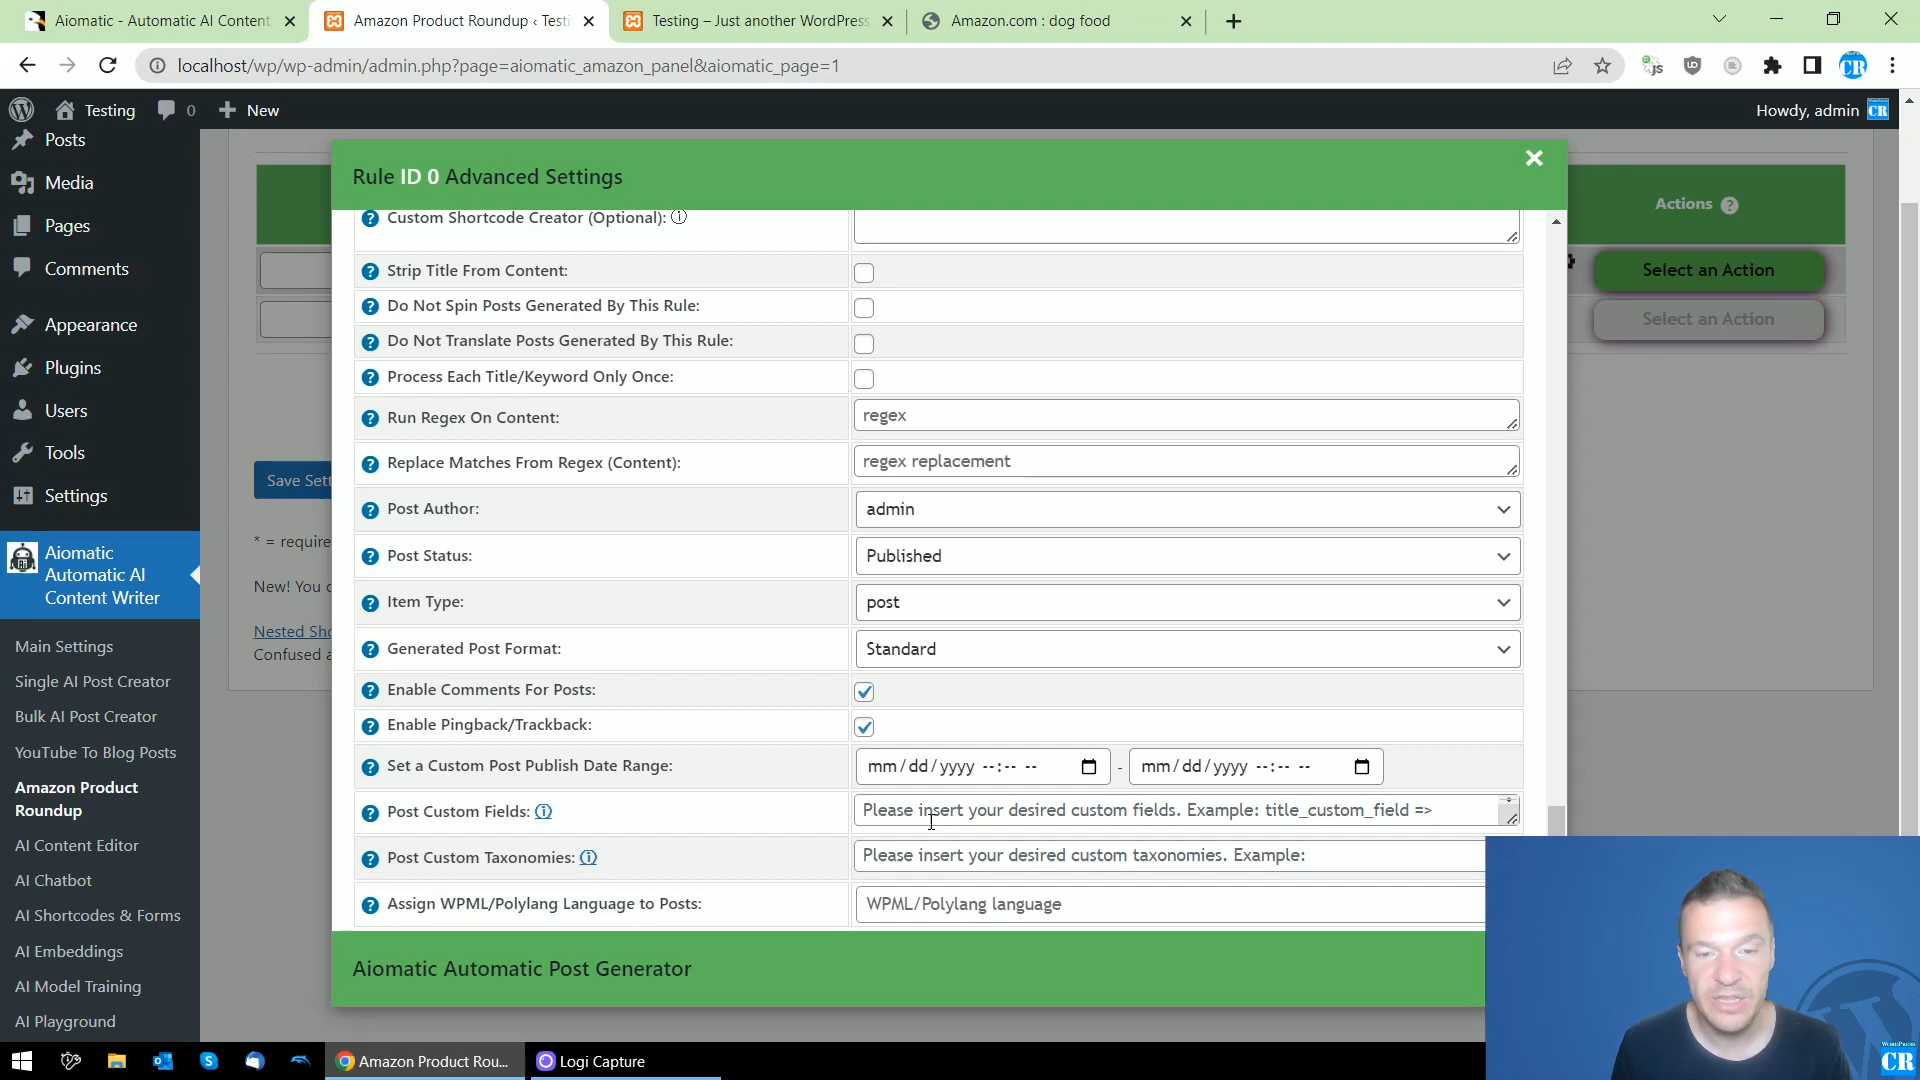 Aiomatic - Automatic AI Content
Amazon Product Roundup ‹ Testi
Testing – Just another WordPress
Amazon.com : dog food
localhost/wp/wp-admin/admin.php?page=aiomatic_amazon_panel&aiomatic_page=1
Testing
0
New
Howdy, admin
CR
Posts
Media
Pages
Comments
Appearance
Plugins
Users
Tools
Settings
Aiomatic
Automatic AI
Content Writer
Main Settings
Single AI Post Creator
Bulk AI Post Creator
YouTube To Blog Posts
Amazon Product
Roundup
AI Content Editor
AI Chatbot
AI Shortcodes & Forms
AI Embeddings
AI Model Training
AI Playground
Rule ID 0 Advanced Settings
Custom Shortcode Creator (Optional):
Strip Title From Content:
Do Not Spin Posts Generated By This Rule:
Do Not Translate Posts Generated By This Rule:
Process Each Title/Keyword Only Once:
Run Regex On Content:
regex
Replace Matches From Regex (Content):
regex replacement
Post Author:
admin
Post Status:
Published
Item Type:
post
Generated Post Format:
Standard
Enable Comments For Posts:
Enable Pingback/Trackback:
Set a Custom Post Publish Date Range:
mm/dd/yyyy --:-- -- - mm/dd/yyyy --:-- --
Post Custom Fields:
Please insert your desired custom fields. Example: title_custom_field =>
Post Custom Taxonomies:
Please insert your desired custom taxonomies. Example:
Assign WPML/Polylang Language to Posts:
WPML/Polylang language
Aiomatic Automatic Post Generator
Actions
Select an Action
Select an Action
Save Sett
* = require
New! You c
Nested Sho
Confused a
Amazon Product Rou...
Logi Capture
WORDPRESS
CR